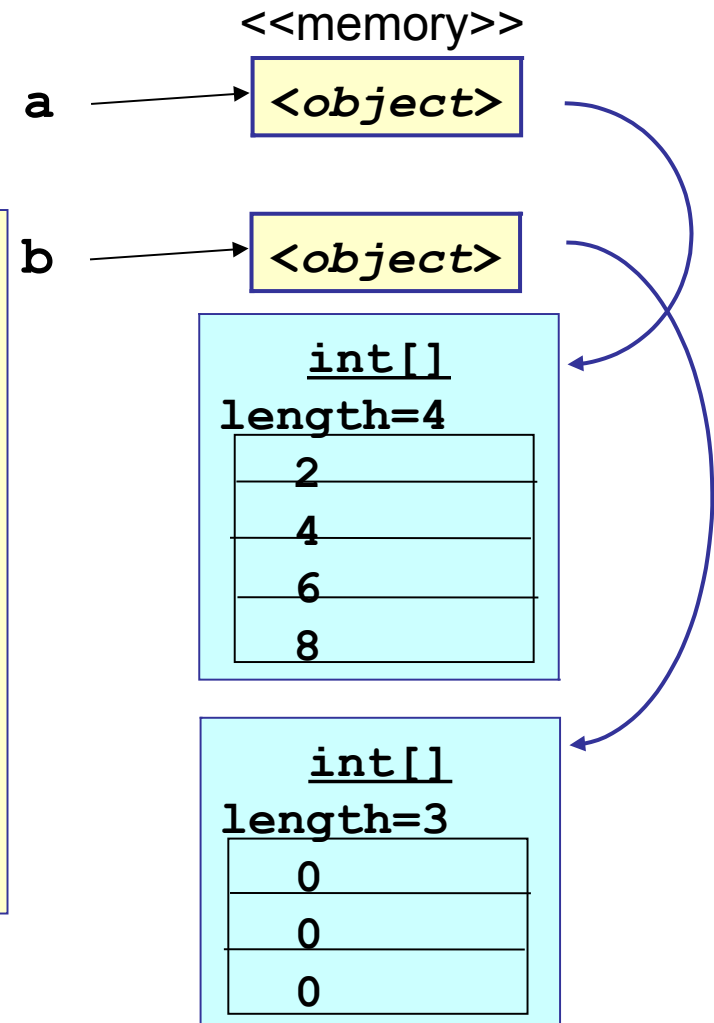 <<memory>>
a <object>
b <object>
int[]
length=4
2
4
6
8
int[]
length=3
0
0
0